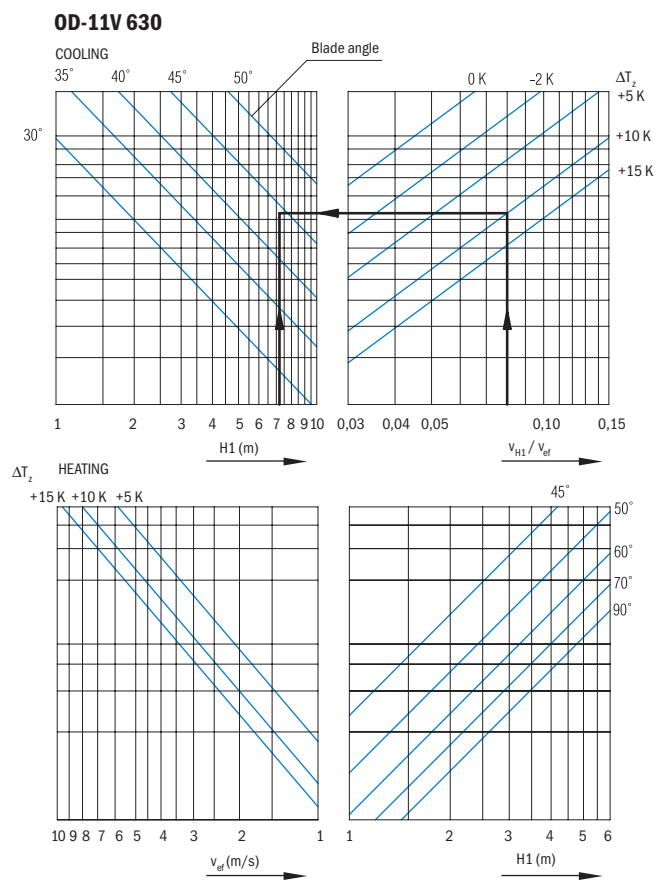 OD-11V 630
COOLING
Blade angle
35° 40° 45° 50°
30°
0 K -2K
ΔTz
+5 K
+10 K
+15 K
1 2 3 4 5 6 7 8 9 10
H1 (m)
0,03 0,04 0,05 0,10 0,15
vH1 / vef
ΔTz HEATING
+15 K +10 K +5 K
45°
50°
60°
70°
90°
10 9 8 7 6 5 4 3 2 1
vef (m/s)
1 2 3 4 5 6
H1 (m)